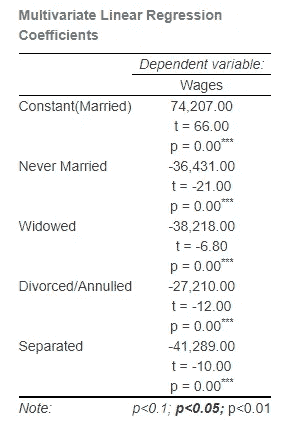 Multivariate Linear Regression
Coefficients
Dependent variable:
Wages
Constant(Married) 74,207.00
t = 66.00
p = 0.00***
Never Married -36,431.00
t = -21.00
p = 0.00***
Widowed -38,218.00
t = -6.80
p = 0.00***
Divorced/Annulled -27,210.00
t = -12.00
p = 0.00***
Separated -41,289.00
t = -10.00
p = 0.00***
Note: p<0.1; p<0.05; p<0.01